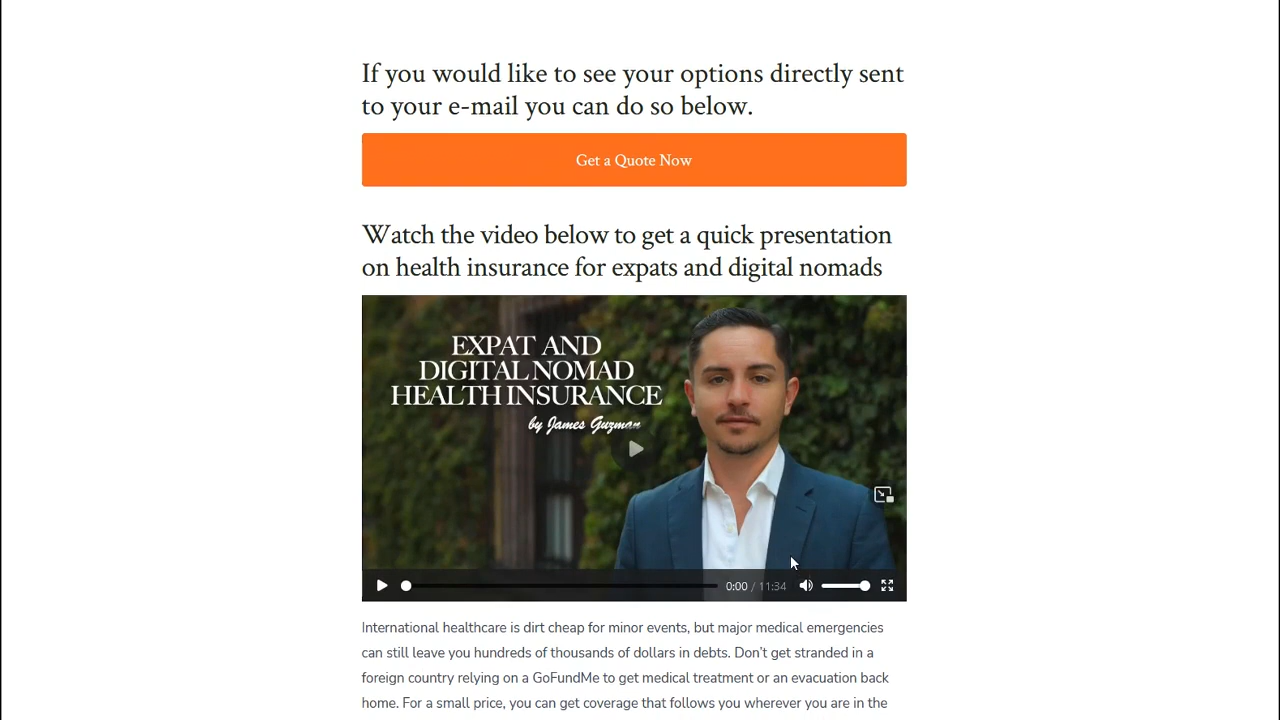 If you would like to see your options directly sent
to your e-mail you can do so below.
Get a Quote Now
Watch the video below to get a quick presentation
on health insurance for expats and digital nomads
EXPAT AND
DIGITAL NOMAD
HEALTH INSURANCE
by James Guzman
0:00 / 11:34
International healthcare is dirt cheap for minor events, but major medical emergencies
can still leave you hundreds of thousands of dollars in debts. Don't get stranded in a
foreign country relying on a GoFundMe to get medical treatment or an evacuation back
home. For a small price, you can get coverage that follows you wherever you are in the